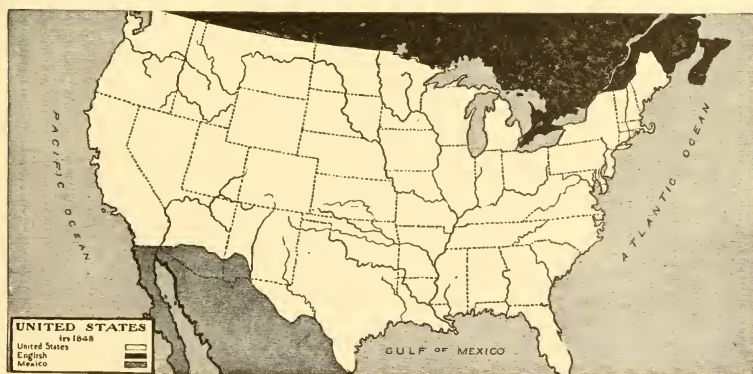 PACIFIC OCEAN
ATLANTIC OCEAN
GULF OF MEXICO
UNITED STATES
in 1848
United States
English
Mexico